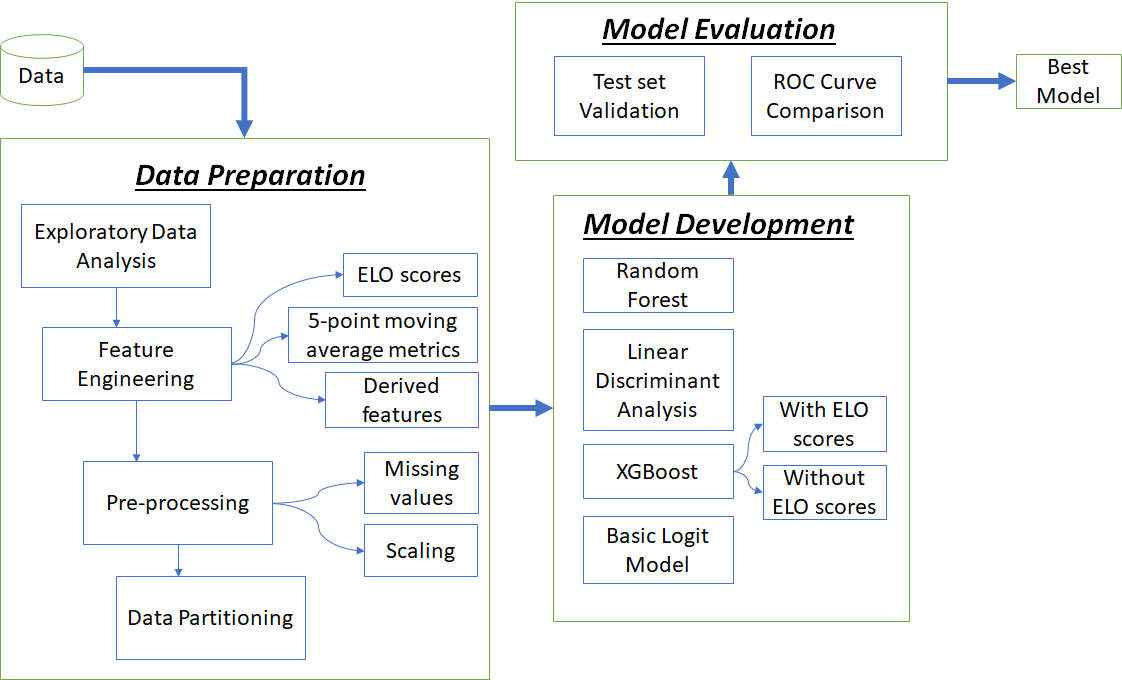 Data
Data Preparation
Exploratory Data
Analysis
Feature
Engineering
ELO scores
5-point moving
average metrics
Derived
features
Pre-processing
Missing
values
Scaling
Data Partitioning
Model Development
Random
Forest
Linear
Discriminant
Analysis
XGBoost
With ELO
scores
Without
ELO scores
Basic Logit
Model
Model Evaluation
Test set
Validation
ROC Curve
Comparison
Best
Model